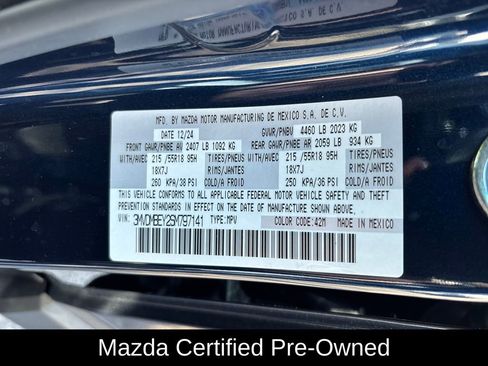 MFD. BY MAZDA MOTOR MANUFACTURING DE MEXICO S.A. DE C.V.
DATE 12/24 GVWR/PNBV 4460 LB 2023 KG
FRONT GAWR/PNBE AV 2407 LB 1092 KG REAR GAWR/PNBE AR 2059 LB 934 KG
WITH/AVEC 215 /55R18 95H TIRES/PNEUS WITH/AVEC 215 /55R18 95H TIRES/PNEUS
18X7J RIMS/JANTES 18X7J RIMS/JANTES
260 KPA/38 PSI COLD/A FROID 250 KPA/36 PSI COLD/A FROID
THIS VEHICLE CONFORMS TO ALL APPLICABLE FEDERAL MOTOR VEHICLE SAFETY AND THEFT
PREVENTION STANDARDS IN EFFECT ON THE DATE OF MANUFACTURE SHOWN ABOVE.
VIN: 3MVDMBEY2SM797141 TYPE: MPV COLOR CODE: 42M MADE IN MEXICO
Mazda Certified Pre-Owned